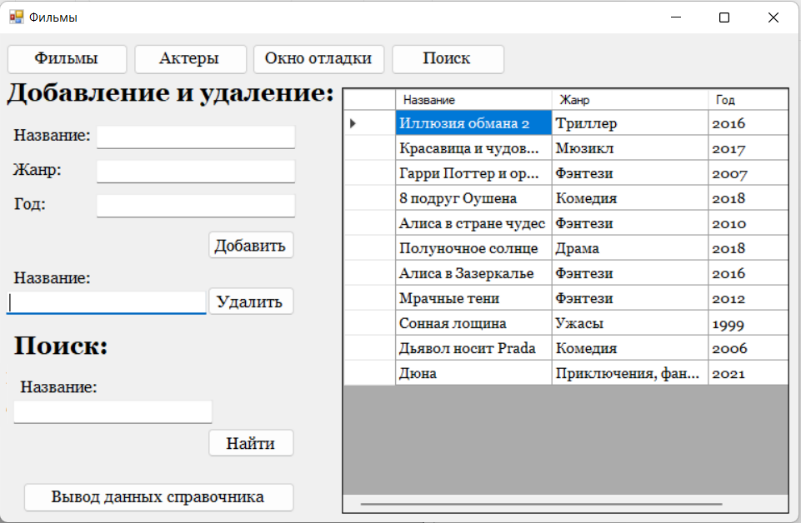 Фильмы
Фильмы Актеры Окно отладки Поиск
Добавление и удаление:
Название:
Жанр:
Год:
Добавить
Название:
Удалить
Поиск:
Название:
Найти
Вывод данных справочника
Название Жанр Год
Иллюзия обмана 2 Триллер 2016
Красавица и чудов... Мюзикл 2017
Гарри Поттер и ор... Фэнтези 2007
8 подруг Оушена Комедия 2018
Алиса в стране чудес Фэнтези 2010
Полуночное солнце Драма 2018
Алиса в Зазеркалье Фэнтези 2016
Мрачные тени Фэнтези 2012
Сонная лощина Ужасы 1999
Дьявол носит Prada Комедия 2006
Дюна Приключения, фан... 2021